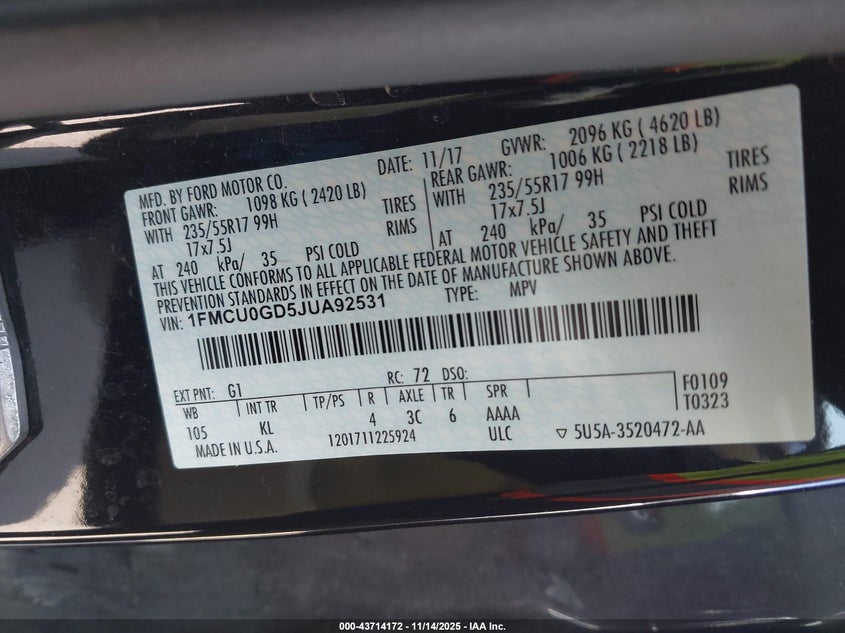 MFD. BY FORD MOTOR CO. DATE: 11/17 GVWR: 2096 KG ( 4620 LB)
FRONT GAWR: 1098 KG ( 2420 LB) REAR GAWR: 1006 KG ( 2218 LB)
WITH 235/55R17 99H TIRES WITH 235/55R17 99H TIRES
17x7.5J RIMS 17x7.5J RIMS
AT 240 kPa/ 35 PSI COLD AT 240 kPa/ 35 PSI COLD
THIS VEHICLE CONFORMS TO ALL APPLICABLE FEDERAL MOTOR VEHICLE SAFETY AND THEFT
PREVENTION STANDARDS IN EFFECT ON THE DATE OF MANUFACTURE SHOWN ABOVE.
VIN: 1FMCU0GD5JUA92531 TYPE: MPV
EXT PNT: G1 RC: 72 DSO:
WB INT TR TP/PS R AXLE TR SPR F0109
105 KL 4 3C 6 AAAA T0323
MADE IN U.S.A. 1201711225924 ULC ▽ 5U5A-3520472-AA
000-43714172 | 11/14/2025 - IAA Inc.